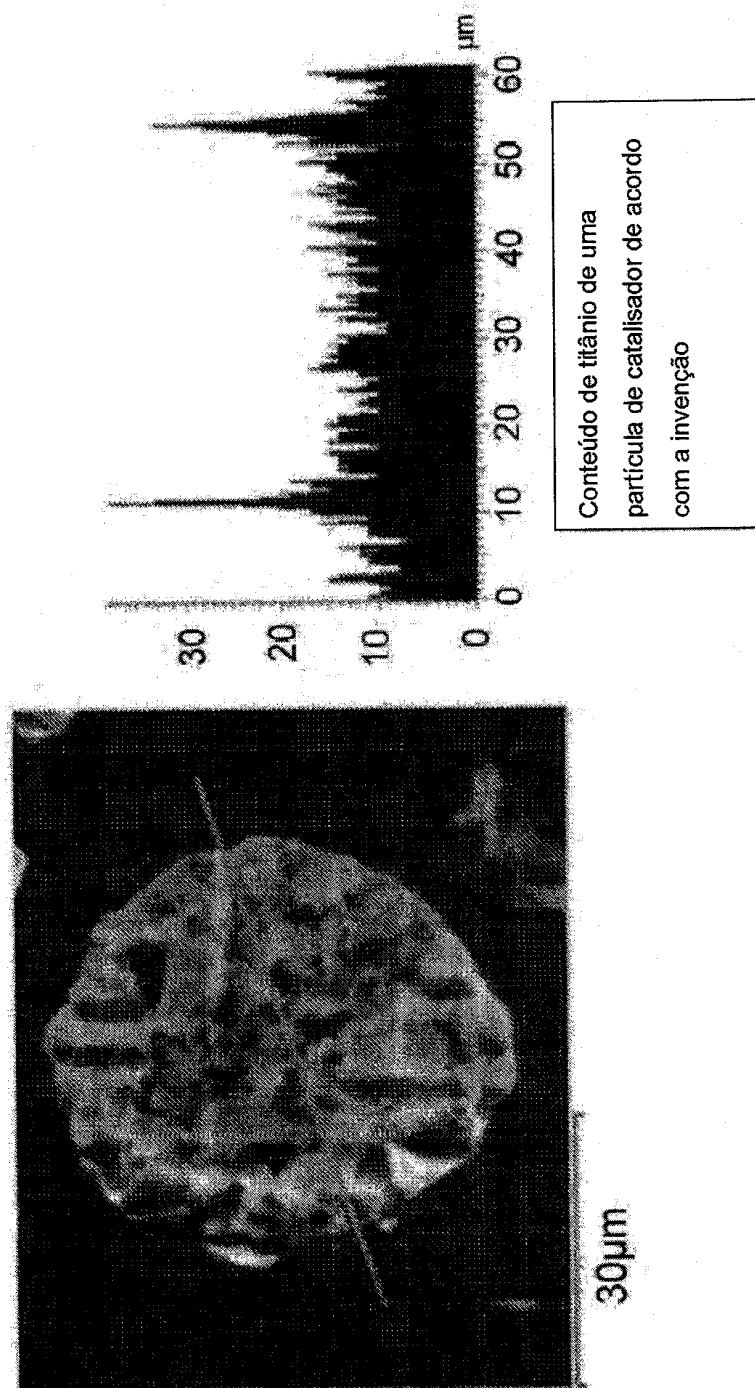 30µm
30
20
10
0
0 10 20 30 40 50 60 µm
Conteúdo de titânio de uma
partícula de catalisador de acordo
com a invenção